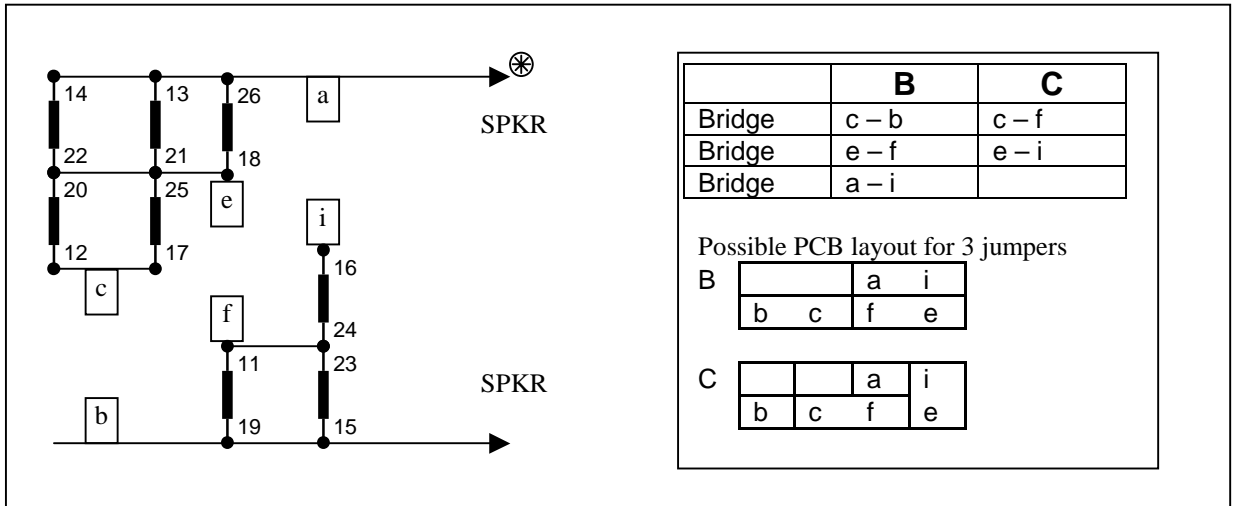 14 13 26 a
SPKR
22 21 18
20 25 e
i
12 17 16
c
f
24
11 23
SPKR
b
19 15
B C
Bridge c – b c – f
Bridge e – f e – i
Bridge a – i
Possible PCB layout for 3 jumpers
B a i
b c f e
C a i
b c f e